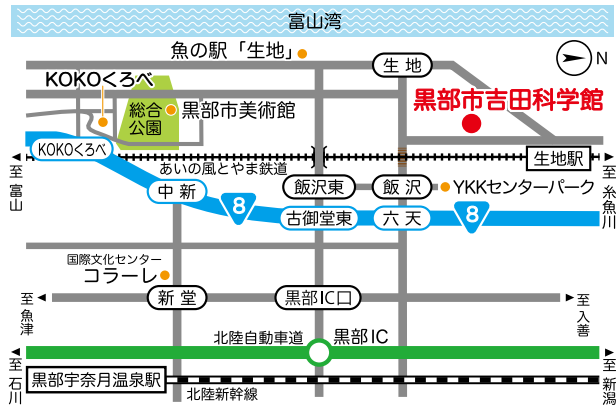 富山湾
魚の駅「生地」
生地
N
KOKOくろべ
総合
公園
黒部市美術館
黒部市吉田科学館
KOKOくろべ
あいの風とやま鉄道
生地駅
至富山
至糸魚川
中新
8
飯沢東
飯沢
YKKセンターパーク
古御堂東
六天
8
国際文化センター
コラーレ
至魚津
新堂
黒部IC口
至入善
北陸自動車道
黒部IC
至石川
至新潟
黒部宇奈月温泉駅
北陸新幹線